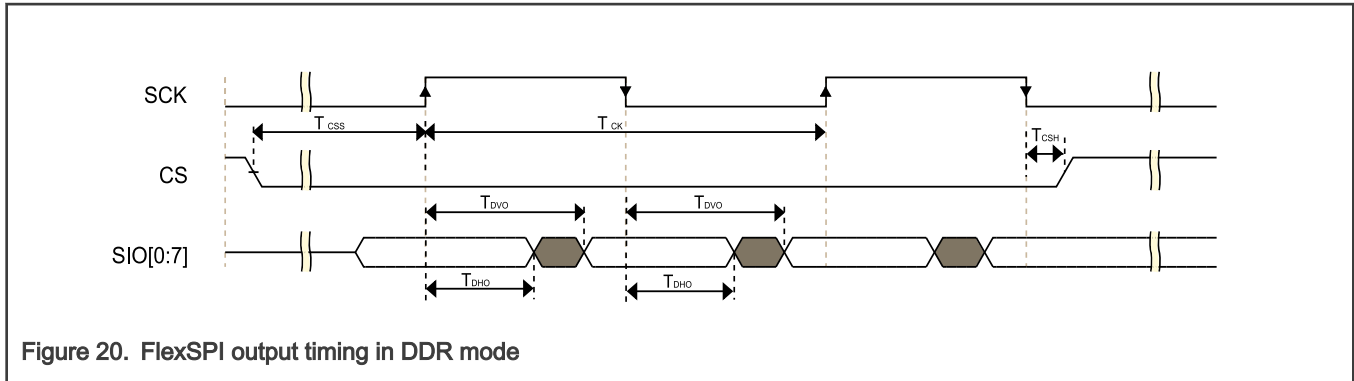 SCK
T CSS
T CK
T CSH
CS
T DVO
T DVO
SIO[0:7]
T DHO
T DHO
Figure 20. FlexSPI output timing in DDR mode